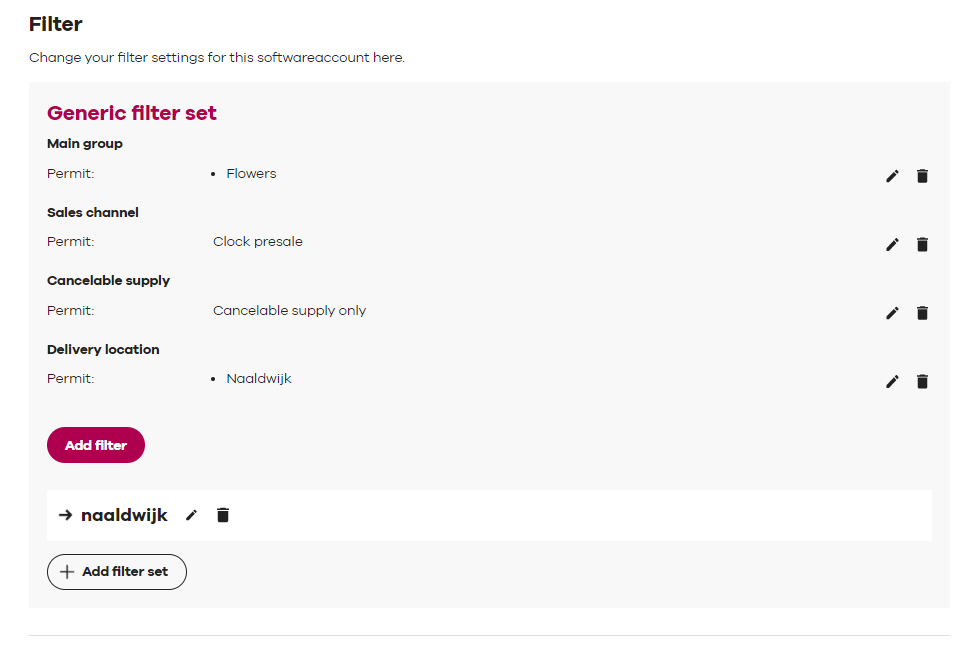 Filter
Change your filter settings for this softwareaccount here.
Generic filter set
Main group
Permit: • Flowers
Sales channel
Permit: Clock presale
Cancelable supply
Permit: Cancelable supply only
Delivery location
Permit: • Naaldwijk
Add filter
→ naaldwijk
+ Add filter set